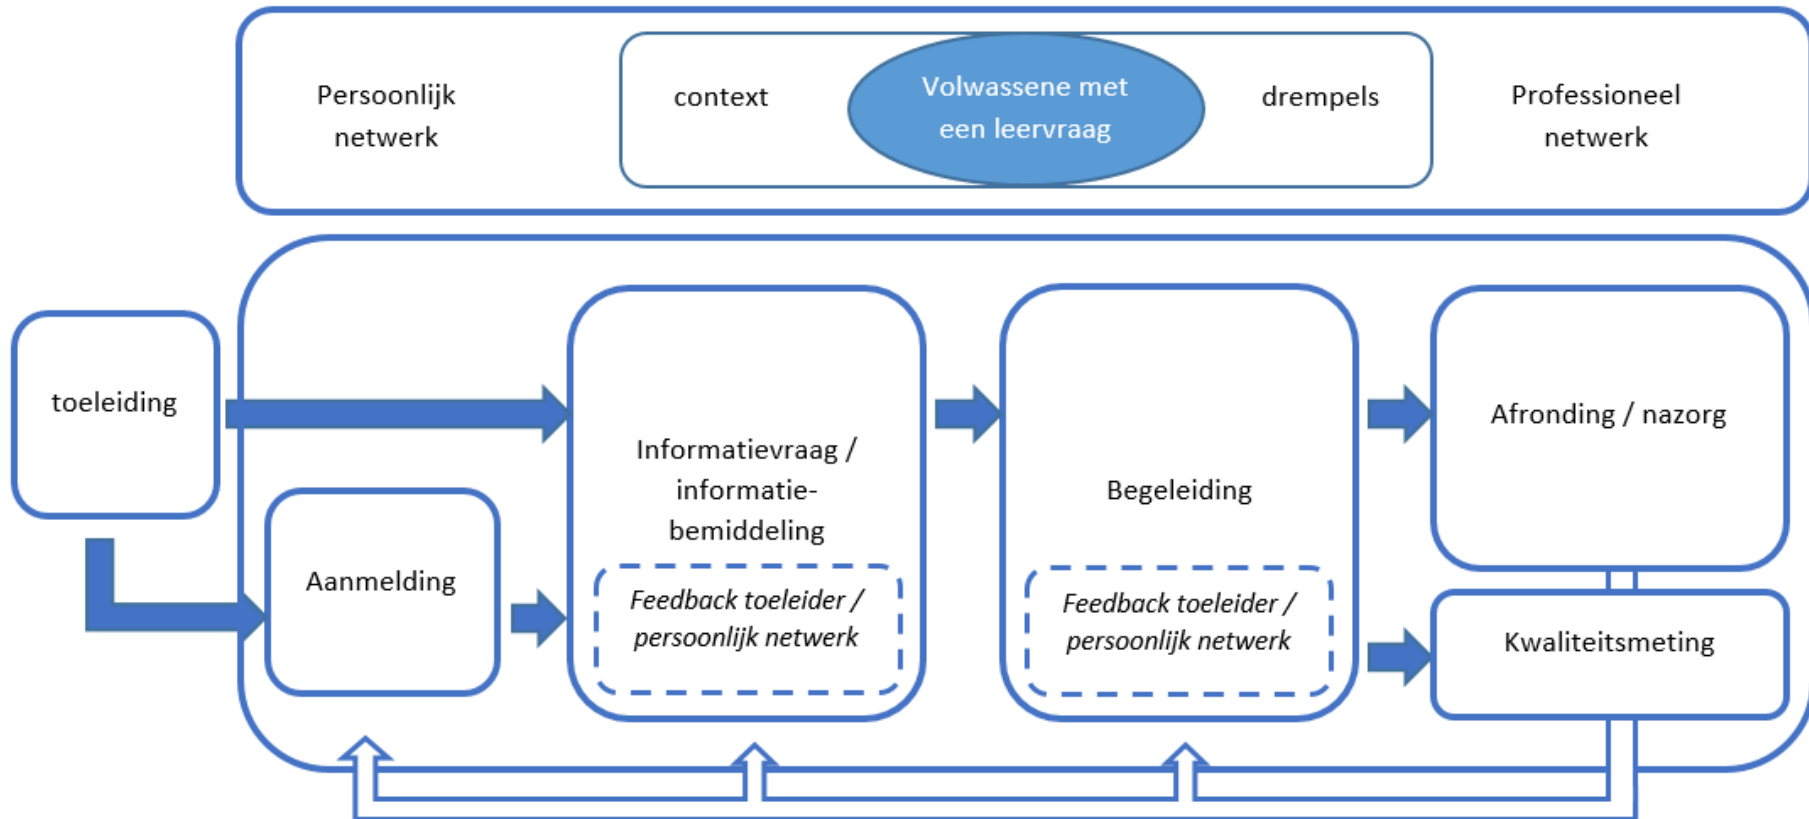 Persoonlijk
netwerk
context
Volwassene met
een leervraag
drempels
Professioneel
netwerk
toeleiding
Aanmelding
Informatievraag /
informatie-
bemiddeling
Feedback toeleider /
persoonlijk netwerk
Begeleiding
Feedback toeleider /
persoonlijk netwerk
Afronding / nazorg
Kwaliteitsmeting